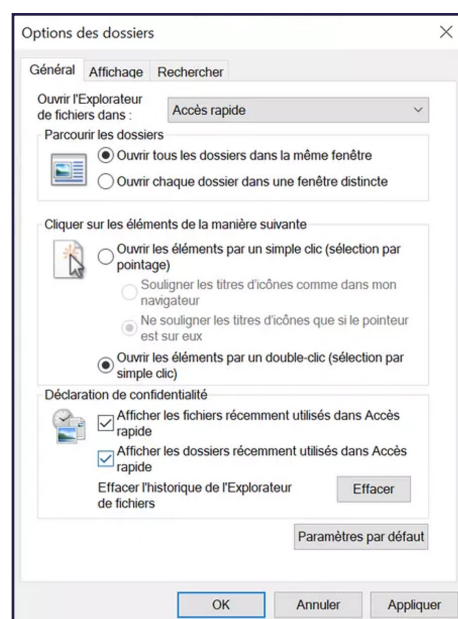 Options des dossiers
Général
Affichage
Rechercher
Ouvrir l'Explorateur
de fichiers dans :
Accès rapide
Parcourir les dossiers
Ouvrir tous les dossiers dans la même fenêtre
Ouvrir chaque dossier dans une fenêtre distincte
Cliquer sur les éléments de la manière suivante
Ouvrir les éléments par un simple clic (sélection par
pointage)
Souligner les titres d'icônes comme dans mon
navigateur
Ne souligner les titres d'icônes que si le pointeur
est sur eux
Ouvrir les éléments par un double-clic (sélection par
simple clic)
Déclaration de confidentialité
Afficher les fichiers récemment utilisés dans Accès
rapide
Afficher les dossiers récemment utilisés dans Accès
rapide
Effacer l'historique de l'Explorateur
de fichiers
Effacer
Paramètres par défaut
OK
Annuler
Appliquer